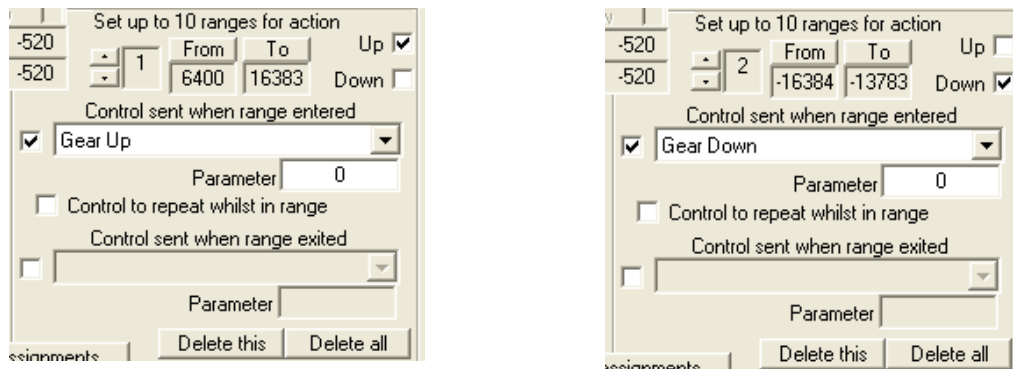 Set up to 10 ranges for action
-520
From To
Up
1
-520
6400 16383
Down
Control sent when range entered
Gear Up
Parameter 0
Control to repeat whilst in range
Control sent when range exited
Parameter
Delete this Delete all
Set up to 10 ranges for action
-520
From To
Up
2
-520
-16384 -13783
Down
Control sent when range entered
Gear Down
Parameter 0
Control to repeat whilst in range
Control sent when range exited
Parameter
Delete this Delete all